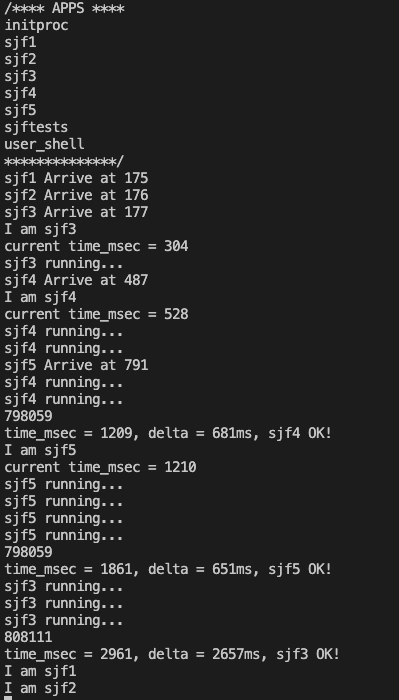 /**** APPS ****
initproc
sjf1
sjf2
sjf3
sjf4
sjf5
sjftests
user_shell
**************/
sjf1 Arrive at 175
sjf2 Arrive at 176
sjf3 Arrive at 177
I am sjf3
current time_msec = 304
sjf3 running...
sjf4 Arrive at 487
I am sjf4
current time_msec = 528
sjf4 running...
sjf4 running...
sjf5 Arrive at 791
sjf4 running...
sjf4 running...
798059
time_msec = 1209, delta = 681ms, sjf4 OK!
I am sjf5
current time_msec = 1210
sjf5 running...
sjf5 running...
sjf5 running...
sjf5 running...
798059
time_msec = 1861, delta = 651ms, sjf5 OK!
sjf3 running...
sjf3 running...
sjf3 running...
808111
time_msec = 2961, delta = 2657ms, sjf3 OK!
I am sjf1
I am sjf2